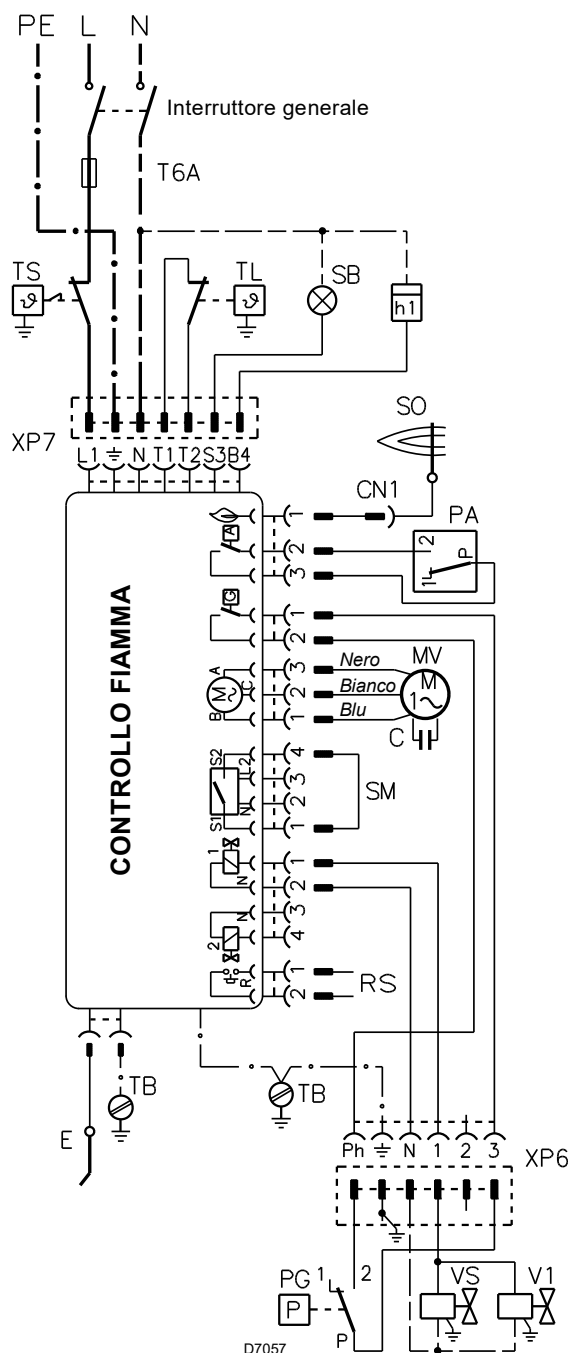 PE L N
Interruttore generale
T6A
TS TL SB
h1
XP7
L1 N T1 T2 S3 B4
SO
CN1
PA
1
A 2 2 P
3 1
G 1
2
CONTROLLO FIAMMA
A 3 Nero MV
M C 2 Bianco M
B 1 Blu 1
C
S2 4
L2 3 SM
N 2
S1 1
1 1
N 2
N 3
2 4
1 RS
R 2
TB TB
E
Ph N 1 2 3
XP6
PG 1 2 VS V1
P
P
D7057